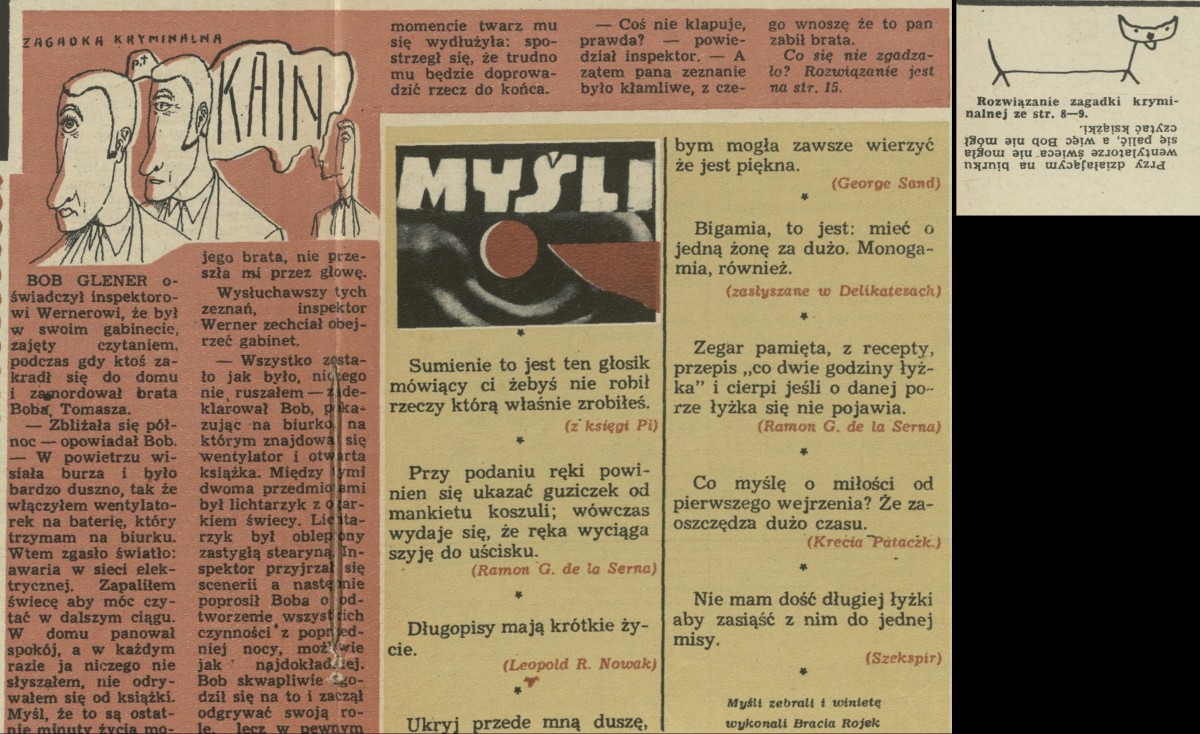 ZAGADKA KRYMINALNA
p.t
KAIN
BOB GLENER o-
świadczył inspektoro-
wi Wernerowi, że był
w swoim gabinecie,
zajęty czytaniem,
podczas gdy ktoś za-
kradł się do domu
i zamordował brata
Boba, Tomasza.
— Zbliżała się pół-
noc — opowiadał Bob.
— W powietrzu wi-
siała burza i było
bardzo duszno, tak że
włączyłem wentylato-
rek na baterię, który
trzymam na biurku.
Wtem zgasło światło:
awaria w sieci elek-
trycznej. Zapaliłem
świecę aby móc czy-
tać w dalszym ciągu.
W domu panował
spokój, a w każdym
razie ja niczego nie
słyszałem, nie odry-
wałem się od książki.
Myśl, że to są ostat-
nie minuty życia mo-
jego brata, nie prze-
szła mi przez głowę.
Wysłuchawszy tych
zeznań, inspektor
Werner zechciał obej-
rzeć gabinet.
— Wszystko zosta-
ło jak było, niczego
nie ruszałem — zade-
klarował Bob, poka-
zując na biurko, na
którym znajdował się
wentylator i otwarta
książka. Między tymi
dwoma przedmiotami
był lichtarzyk z ogar-
kiem świecy. Lichta-
rzyk był oblepiony
zastygłą stearyną. In-
spektor przyjrzał się
scenerii a następnie
poprosił Boba o od-
tworzenie wszystkich
czynności z poprzed-
niej nocy, możliwie
jak najdokładniej.
Bob skwapliwie zgo-
dził się na to i zaczął
odgrywać swoją ro-
lę, lecz w pewnym
momencie twarz mu
się wydłużyła: spo-
strzegł się, że trudno
mu będzie doprowa-
dzić rzecz do końca.
— Coś nie klapuje,
prawda? — powie-
dział inspektor. — A
zątem pana zeznanie
było kłamliwe, z cze-
go wnoszę że to pan
zabił brata.
Co się nie zgadza-
ło? Rozwiązanie jest
na str. 15.
MYŚLI
*
Sumienie to jest ten głosik
mówiący ci żebyś nie robił
rzeczy którą właśnie zrobiłeś.
(z księgi Pi)
*
Przy podaniu ręki powi-
nien się ukazać guziczek od
mankietu koszuli; wówczas
wydaje się, że ręka wyciąga
szyję do uścisku.
(Ramon G. de la Serna)
*
Długopisy mają krótkie ży-
cie.
(Leopold R. Nowak)
*
Ukryj przede mną duszę,
bym mogła zawsze wierzyć
że jest piękna.
(George Sand)
*
Bigamia, to jest: mieć o
jedną żonę za dużo. Monoga-
mia, również.
(zasłyszane w Delikatesach)
*
Zegar pamięta, z recepty,
przepis „co dwie godziny łyż-
ka” i cierpi jeśli o danej po-
rze łyżka się nie pojawia.
(Ramon G. de la Serna)
*
Co myślę o miłości od
pierwszego wejrzenia? Że za-
oszczędza dużo czasu.
(Krecia Patačzk.)
*
Nie mam dość długiej łyżki
aby zasiąść z nim do jednej
misy.
(Szekspir)
*
Myśli zebrali i winietę
wykonali Bracia Rojek
Rozwiązanie zagadki krymi-
nalnej ze str. 8—9.
Przy działającym na biurku
wentylatorze świeca nie mogła
się palić, a więc Bob nie mógł
czytać książki.